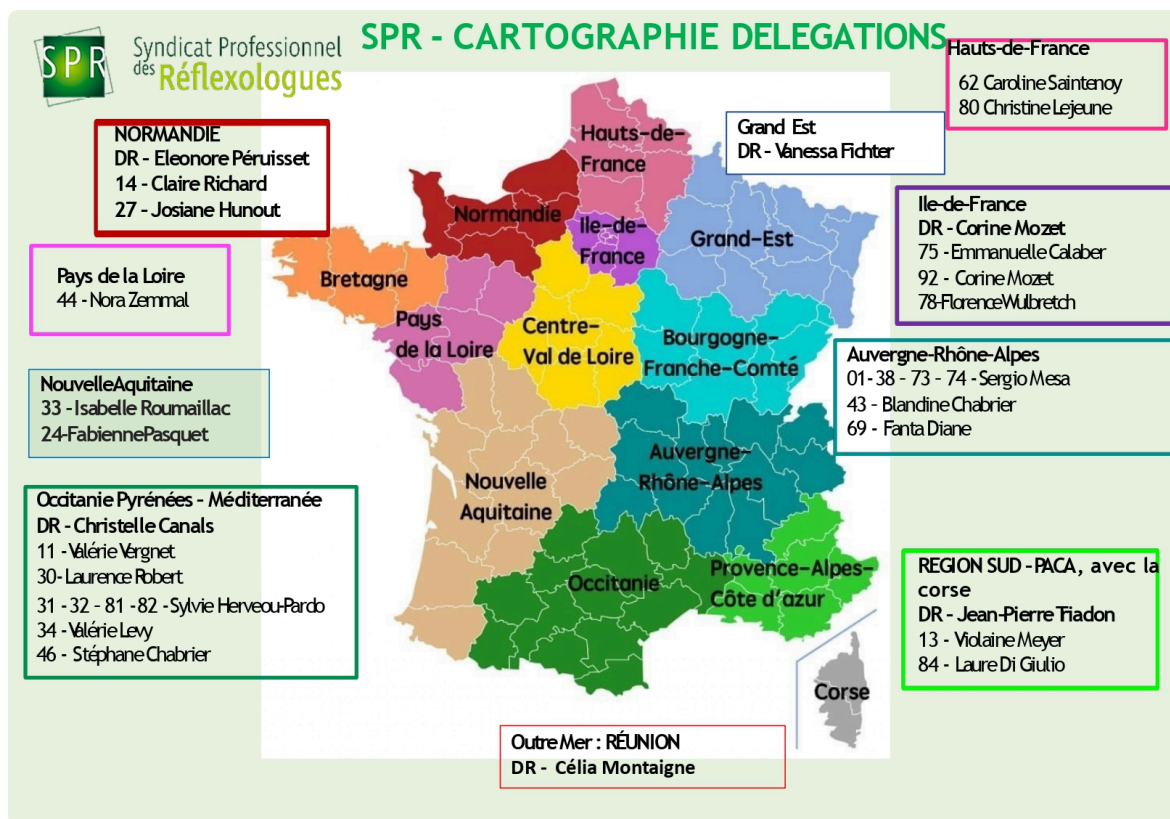 SPR
Syndicat Professionnel
des Réflexologues
SPR - CARTOGRAPHIE DELEGATIONS
Hauts-de-France
62 Caroline Saintenoy
80 Christine Lejeune
NORMANDIE
DR - Eleonore Péruisset
14 - Claire Richard
27 - Josiane Hunout
Grand Est
DR - Vanessa Fichter
Ile-de-France
DR - Corine Mozet
75 - Emmanuelle Calaber
92 - Corine Mozet
78-Florence Wulbretch
Pays de la Loire
44 - Nora Zemmal
Auvergne-Rhône-Alpes
01 - 38 - 73 - 74 - Sergio Mesa
43 - Blandine Chabrier
69 - Fanta Diane
Nouvelle Aquitaine
33 - Isabelle Roumaillac
24-Fabienne Pasquet
Occitanie Pyrénées - Méditerranée
DR - Christelle Canals
11 - Valérie Vergnet
30- Laurence Robert
31 - 32 - 81 - 82 - Sylvie Herveou-Pardo
34 - Valérie Levy
46 - Stéphane Chabrier
REGION SUD - PACA, avec la
corse
DR - Jean-Pierre Triadon
13 - Violaine Meyer
84 - Laure Di Giulio
Outre Mer : RÉUNION
DR - Célia Montaigne
Hauts-de-
France
Normandie
Ile-de-
France
Grand-Est
Bretagne
Pays
de la Loire
Centre-
Val de Loire
Bourgogne-
Franche-Comté
Nouvelle
Aquitaine
Auvergne-
Rhône-Alpes
Occitanie
Provence-Alpes-
Côte d'azur
Corse